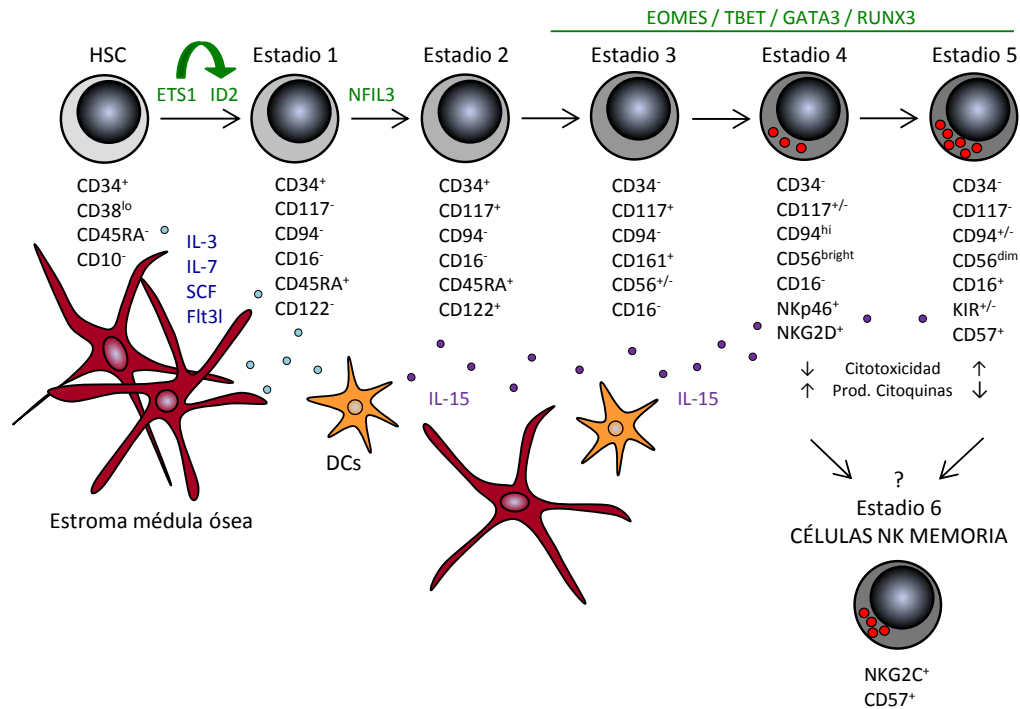 EOMES / TBET / GATA3 / RUNX3
HSC
Estadio 1
Estadio 2
Estadio 3
Estadio 4
Estadio 5
ETS1 ID2
NFIL3
CD34⁺
CD38ˡᵒ
CD45RA⁻
CD10⁻
CD34⁺
CD117⁻
CD94⁻
CD16⁻
CD45RA⁺
CD122⁻
CD34⁺
CD117⁺
CD94⁻
CD16⁻
CD45RA⁺
CD122⁺
CD34⁻
CD117⁺
CD94⁻
CD161⁺
CD56⁺/⁻
CD16⁻
CD34⁻
CD117⁺/⁻
CD94ʰⁱ
CD56ᵇʳⁱᵍʰᵗ
CD16⁻
NKp46⁺
NKG2D⁺
CD34⁻
CD117⁻
CD94⁺/⁻
CD56ᵈⁱᵐ
CD16⁺
KIR⁺/⁻
CD57⁺
IL-3
IL-7
SCF
Flt3l
↓ Citotoxicidad ↑
↑ Prod. Citoquinas ↓
IL-15
IL-15
DCs
Estroma médula ósea
?
Estadio 6
CÉLULAS NK MEMORIA
NKG2C⁺
CD57⁺